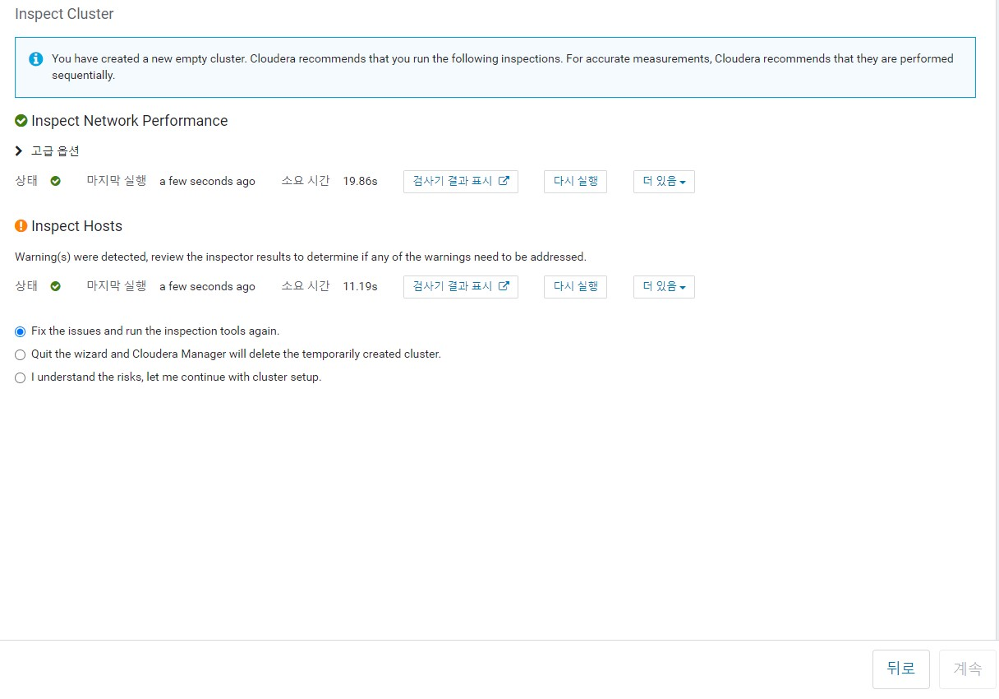 Inspect Cluster
You have created a new empty cluster. Cloudera recommends that you run the following inspections. For accurate measurements, Cloudera recommends that they are performed
sequentially.
Inspect Network Performance
고급 옵션
상태 마지막 실행 a few seconds ago 소요 시간 19.86s 검사기 결과 표시 다시 실행 더 있음
Inspect Hosts
Warning(s) were detected, review the inspector results to determine if any of the warnings need to be addressed.
상태 마지막 실행 a few seconds ago 소요 시간 11.19s 검사기 결과 표시 다시 실행 더 있음
Fix the issues and run the inspection tools again.
Quit the wizard and Cloudera Manager will delete the temporarily created cluster.
I understand the risks, let me continue with cluster setup.
뒤로 계속